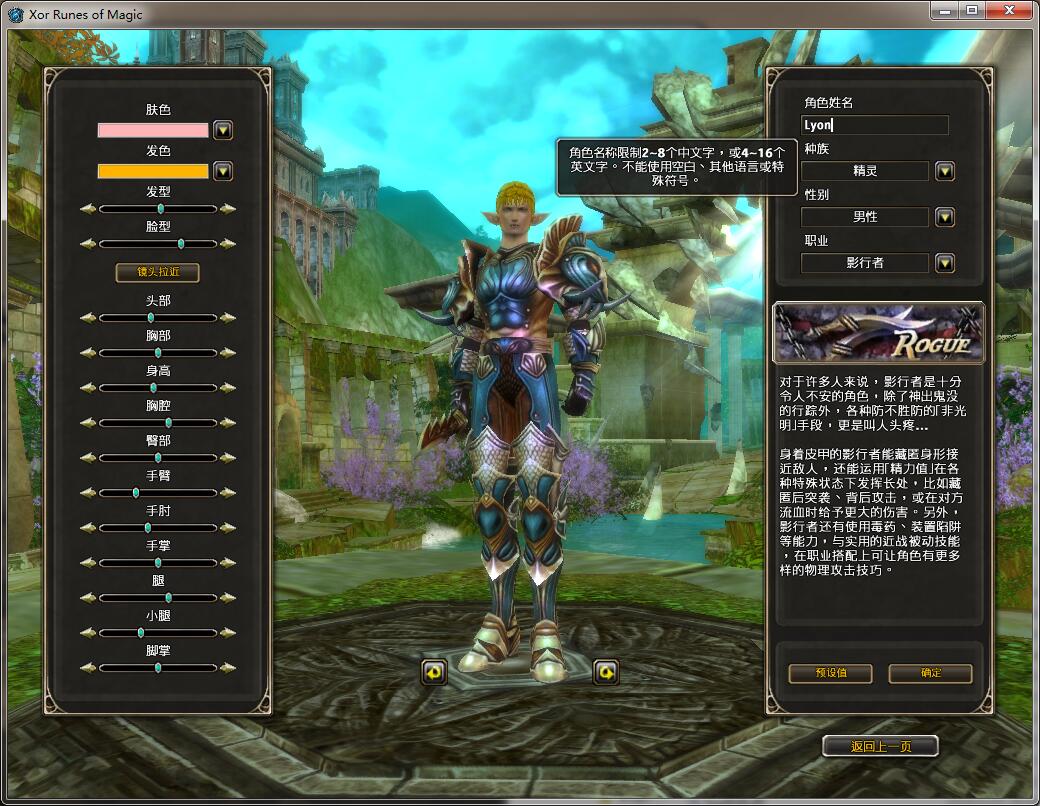 Xor Runes of Magic
肤色
发色
发型
脸型
镜头拉近
头部
胸部
身高
胸腔
臀部
手臂
手肘
手掌
腿
小腿
脚掌
角色名称限制2~8个中文字，或4~16个
英文字。不能使用空白、其他语言或特
殊符号。
角色姓名
Lyon
种族
精灵
性别
男性
职业
影行者
ROGUE
对于许多人来说，影行者是十分
令人不安的角色，除了神出鬼没
的行踪外，各种防不胜防的｢非光
明｣手段，更是叫人头疼...
身着皮甲的影行者能藏匿身形接
近敌人，还能运用｢精力值｣在各
种特殊状态下发挥长处，比如藏
匿后突袭、背后攻击，或在对方
流血时给予更大的伤害。另外，
影行者还有使用毒药、装置陷阱
等能力，与实用的近战被动技能
，在职业搭配上可让角色有更多
样的物理攻击技巧。
预设值
确定
返回上一页